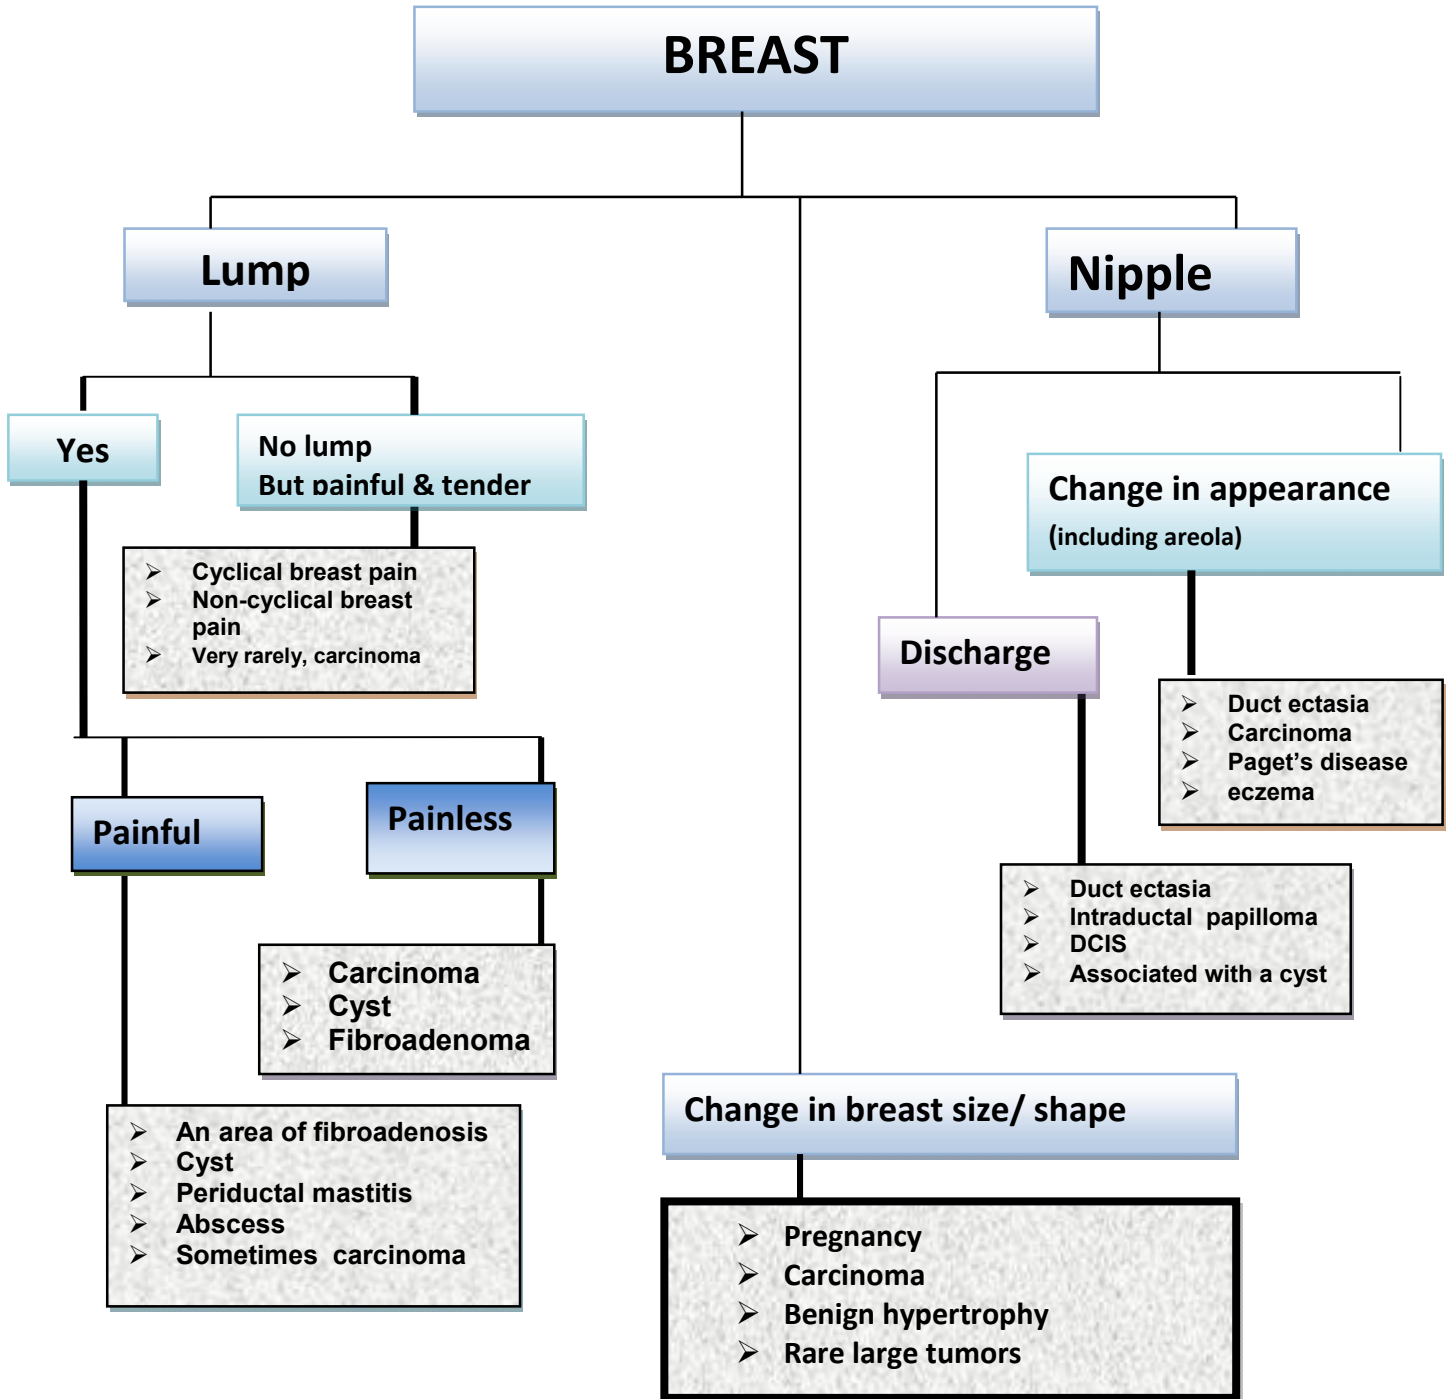 BREAST
Lump
Nipple
Yes
No lump
But painful & tender
Change in appearance
(including areola)
➢ Cyclical breast pain
➢ Non-cyclical breast
pain
➢ Very rarely, carcinoma
Discharge
➢ Duct ectasia
➢ Carcinoma
➢ Paget’s disease
➢ eczema
Painful
Painless
➢ Duct ectasia
➢ Intraductal papilloma
➢ DCIS
➢ Associated with a cyst
➢ Carcinoma
➢ Cyst
➢ Fibroadenoma
Change in breast size/ shape
➢ An area of fibroadenosis
➢ Cyst
➢ Periductal mastitis
➢ Abscess
➢ Sometimes carcinoma
➢ Pregnancy
➢ Carcinoma
➢ Benign hypertrophy
➢ Rare large tumors